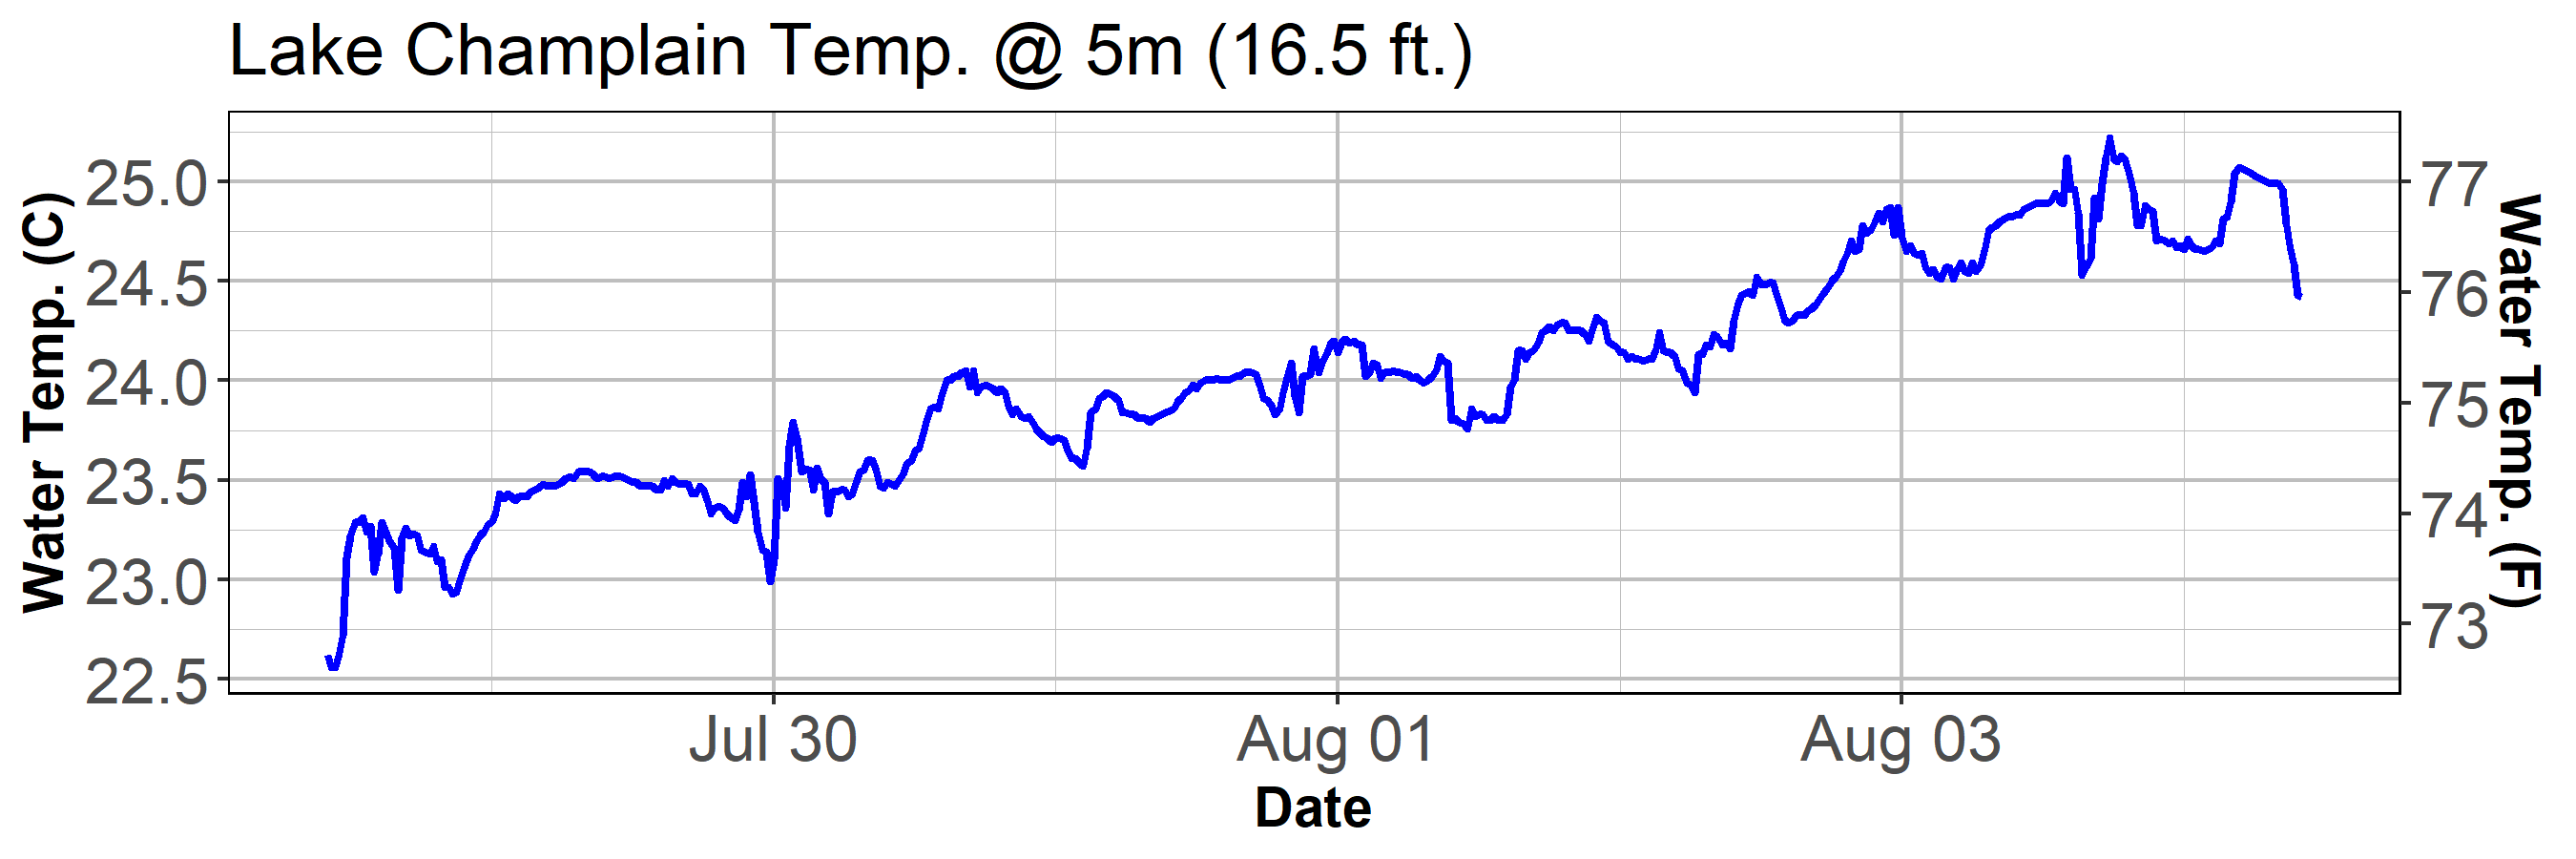 Lake Champlain Temp. @ 5m (16.5 ft.)
Water Temp. (C)
25.0
24.5
24.0
23.5
23.0
22.5
77
76
75
74
73
Water Temp. (F)
Jul 30 Aug 01 Aug 03
Date